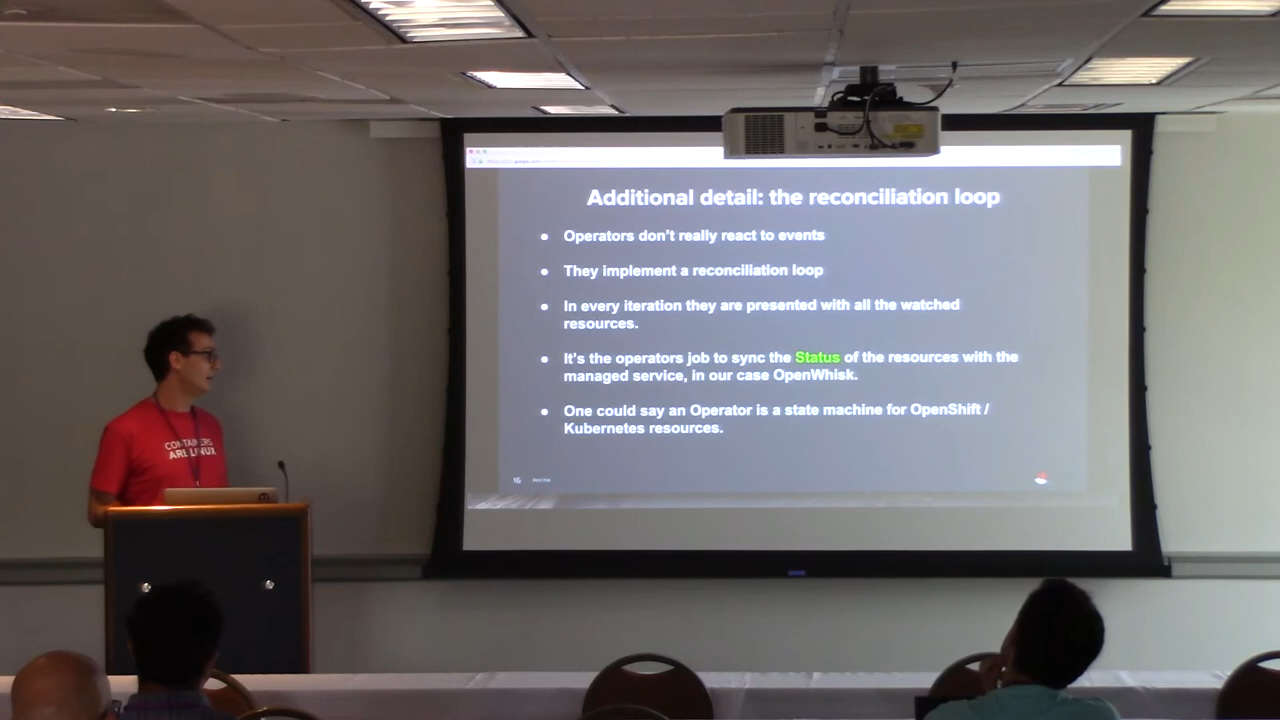 Additional detail: the reconciliation loop
Operators don't really react to events
They implement a reconciliation loop
In every iteration they are presented with all the watched
resources.
It's the operators job to sync the Status of the resources with the
managed service, in our case OpenWhisk.
One could say an Operator is a state machine for OpenShift /
Kubernetes resources.
16 Red Hat
CONTAINERS
ARE LINUX